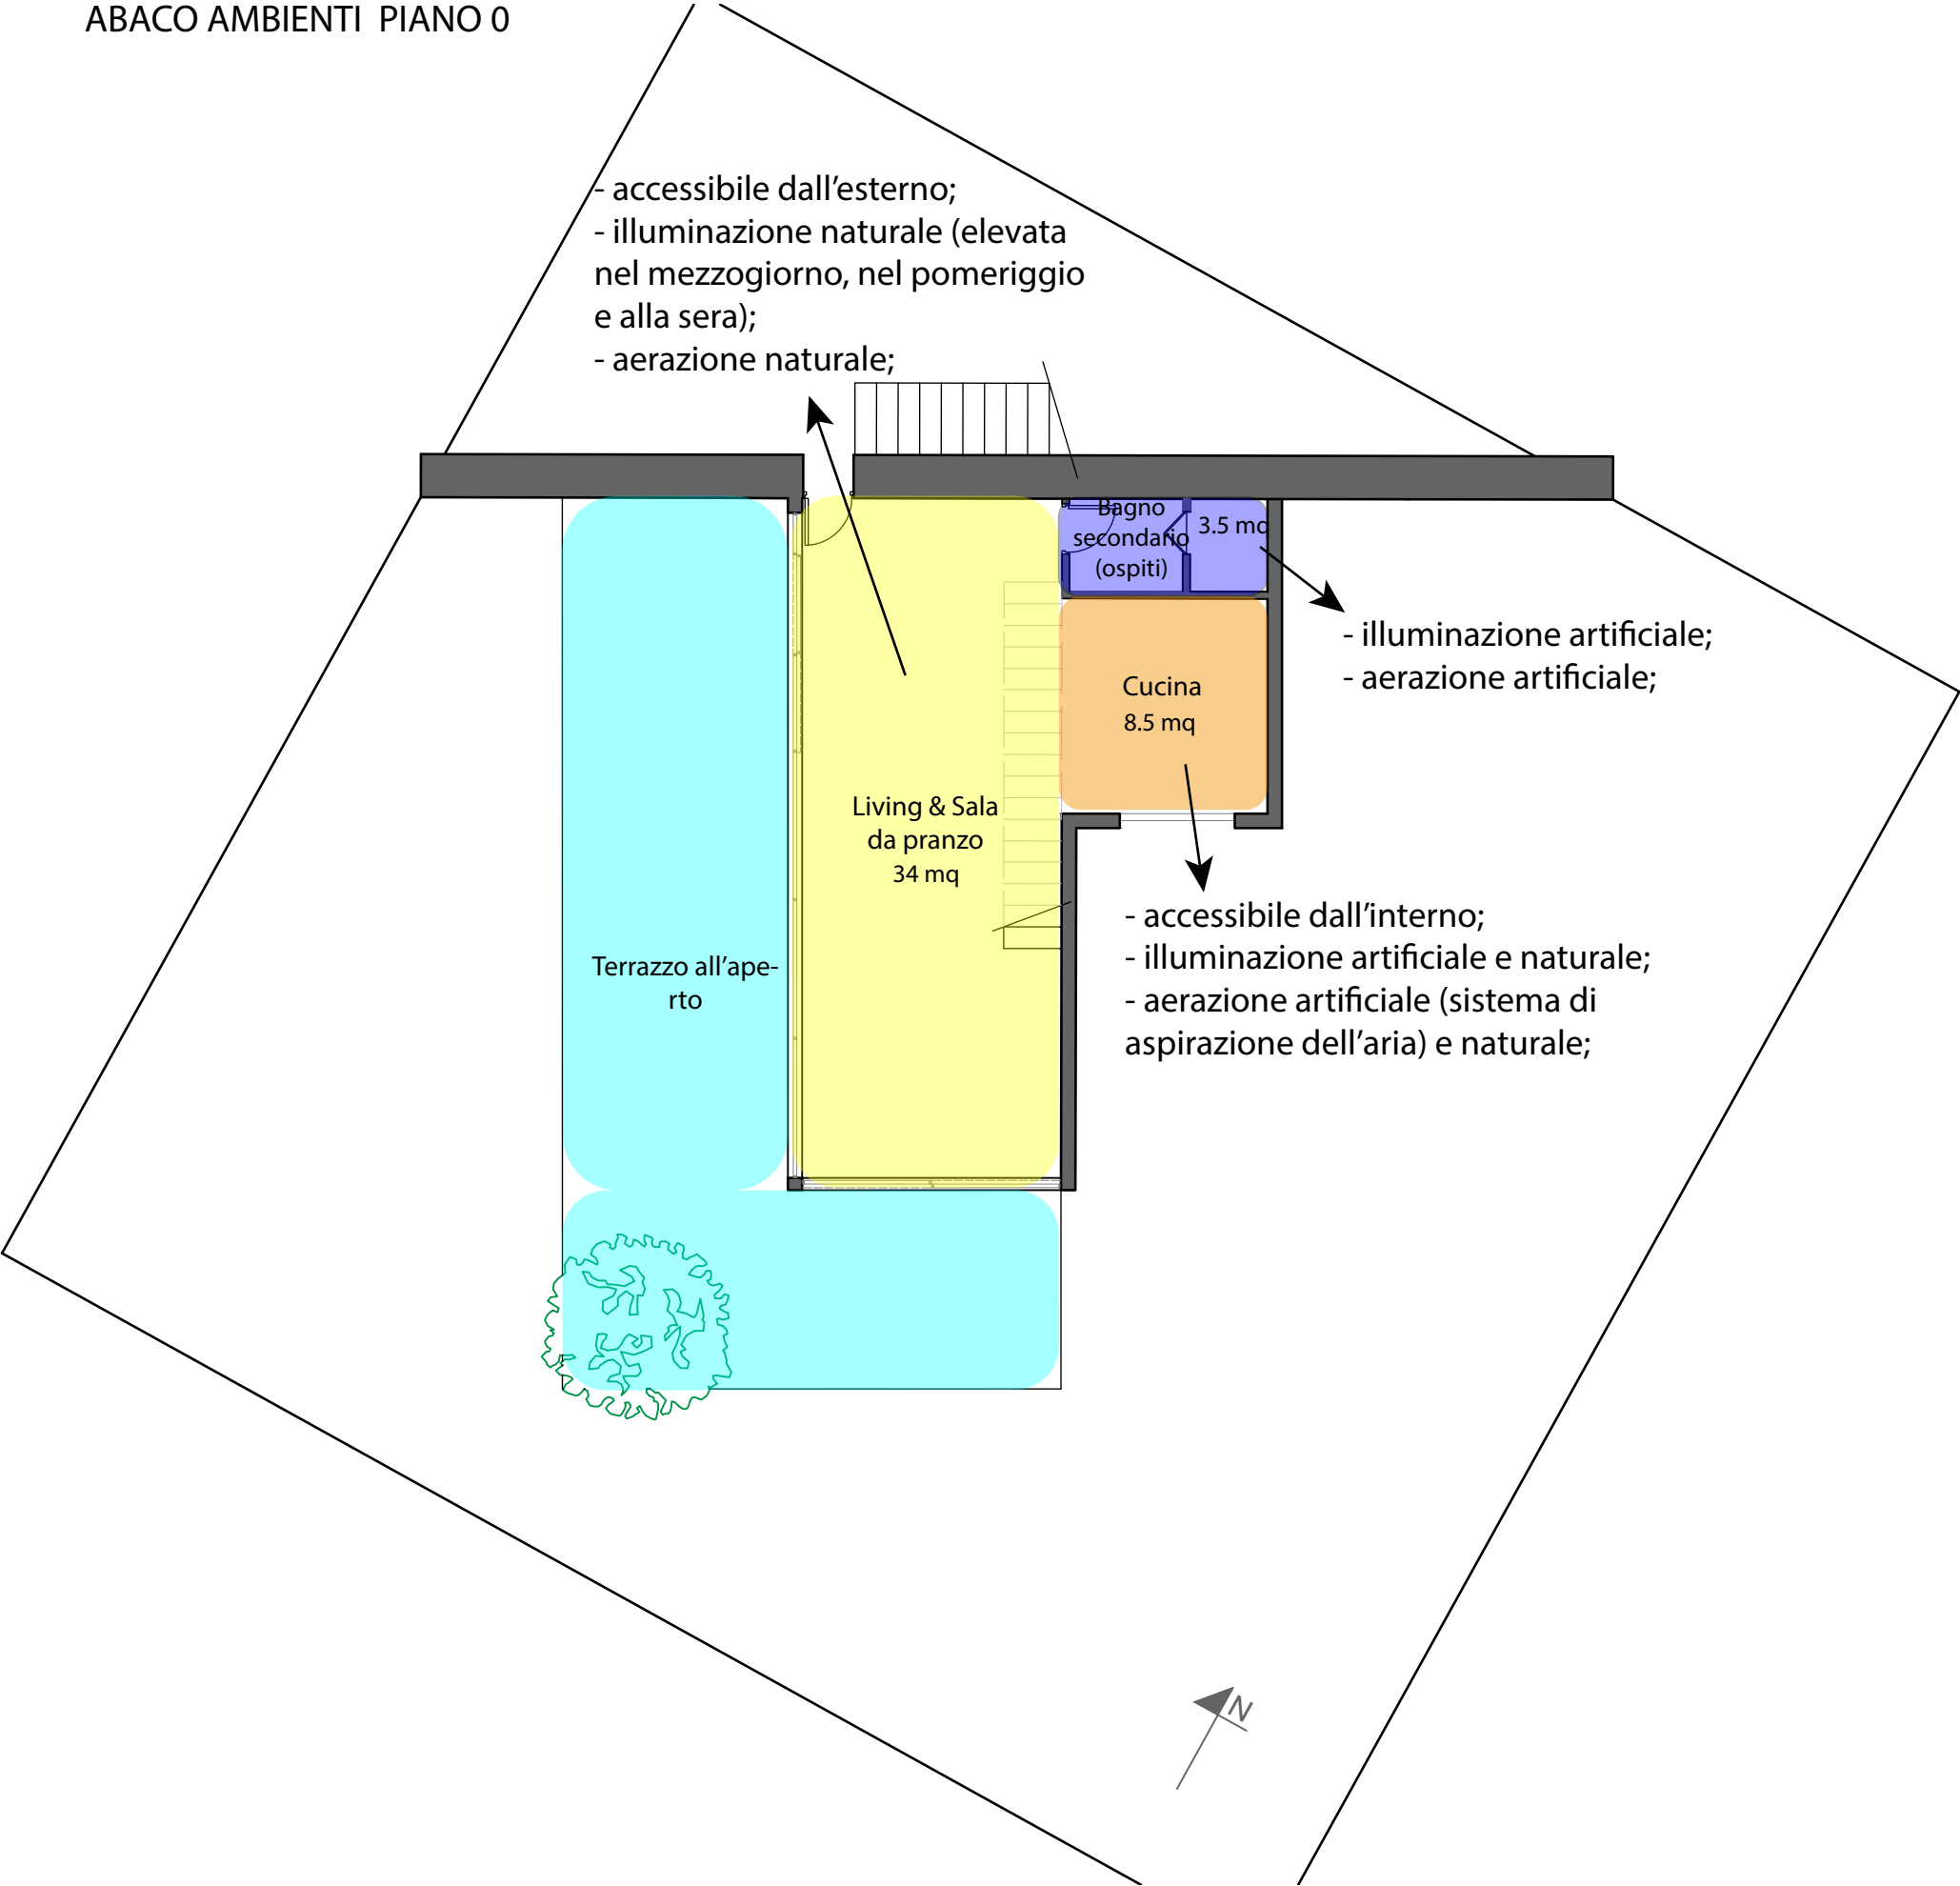 ABACO AMBIENTI  PIANO 0
- accessibile dall’esterno;
- illuminazione naturale (elevata
nel mezzogiorno, nel pomeriggio
e alla sera);
- aerazione naturale;
Bagno
secondario
(ospiti)
3.5 mq
- illuminazione artificiale;
- aerazione artificiale;
Cucina
8.5 mq
Living & Sala
da pranzo
34 mq
- accessibile dall’interno;
- illuminazione artificiale e naturale;
- aerazione artificiale (sistema di
aspirazione dell’aria) e naturale;
Terrazzo all’ape-
rto
N